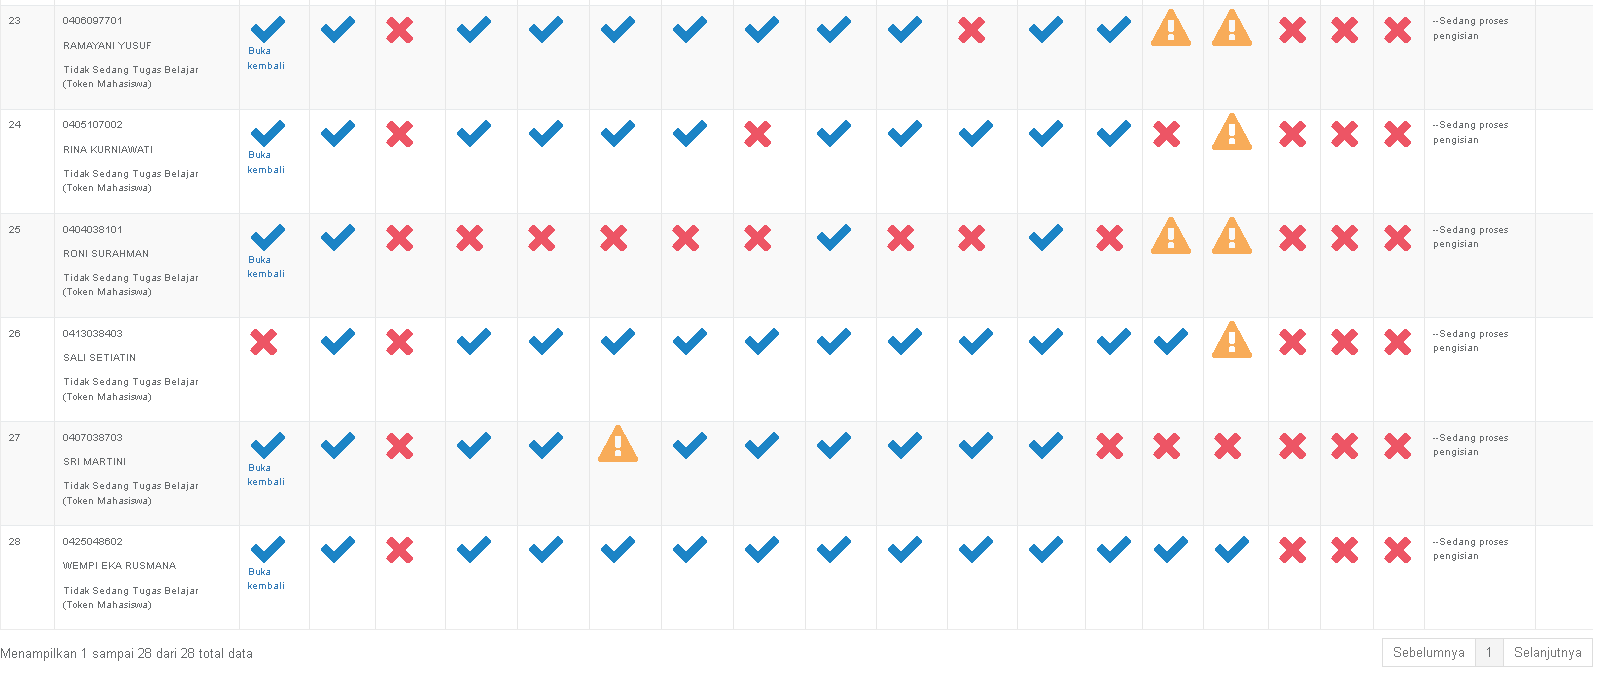 23
0406097701
RAMAYANI YUSUF
Tidak Sedang Tugas Belajar
(Token Mahasiswa)
Buka
kembali
--Sedang proses
pengisian
24
0405107002
RINA KURNIAWATI
Tidak Sedang Tugas Belajar
(Token Mahasiswa)
Buka
kembali
--Sedang proses
pengisian
25
0404038101
RONI SURAHMAN
Tidak Sedang Tugas Belajar
(Token Mahasiswa)
Buka
kembali
--Sedang proses
pengisian
26
0413038403
SALI SETIATIN
Tidak Sedang Tugas Belajar
(Token Mahasiswa)
--Sedang proses
pengisian
27
0407038703
SRI MARTINI
Tidak Sedang Tugas Belajar
(Token Mahasiswa)
Buka
kembali
--Sedang proses
pengisian
28
0425048602
WEMPI EKA RUSMANA
Tidak Sedang Tugas Belajar
(Token Mahasiswa)
Buka
kembali
--Sedang proses
pengisian
Menampilkan 1 sampai 28 dari 28 total data
Sebelumnya 1 Selanjutnya